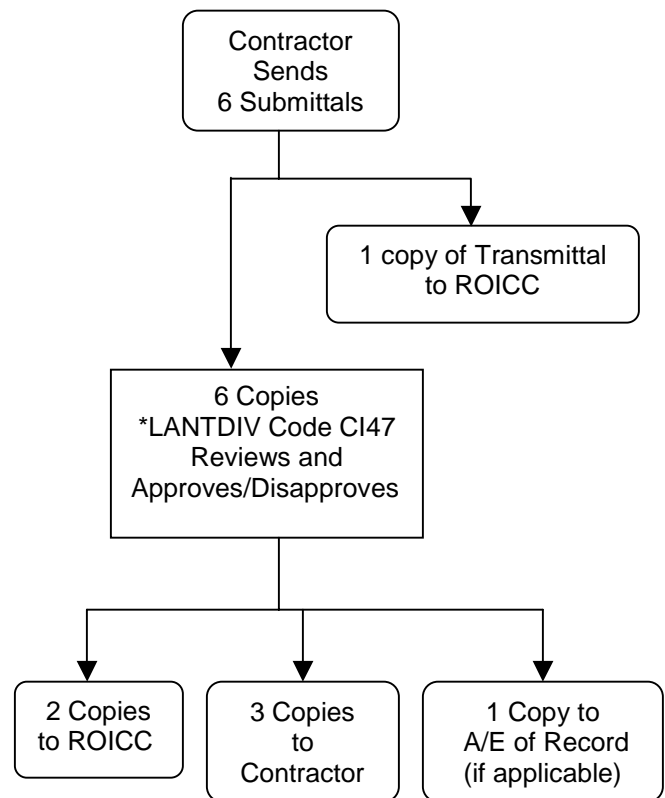 Contractor
Sends
6 Submittals
1 copy of Transmittal
to ROICC
6 Copies
*LANTDIV Code CI47
Reviews and
Approves/Disapproves
2 Copies
to ROICC
3 Copies
to
Contractor
1 Copy to
A/E of Record
(if applicable)